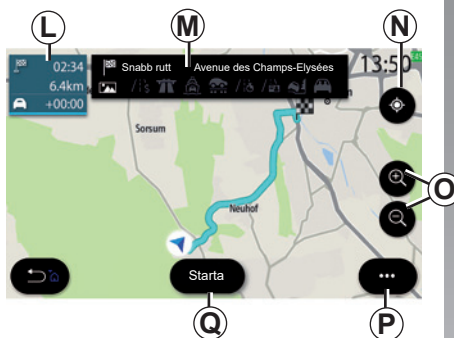 L
M
N
02:34
Snabb rutt Avenue des Champs-Elysées
13:50
6.4km
+00:00
Sorsum
O
Neuhof
Starta
Q
P